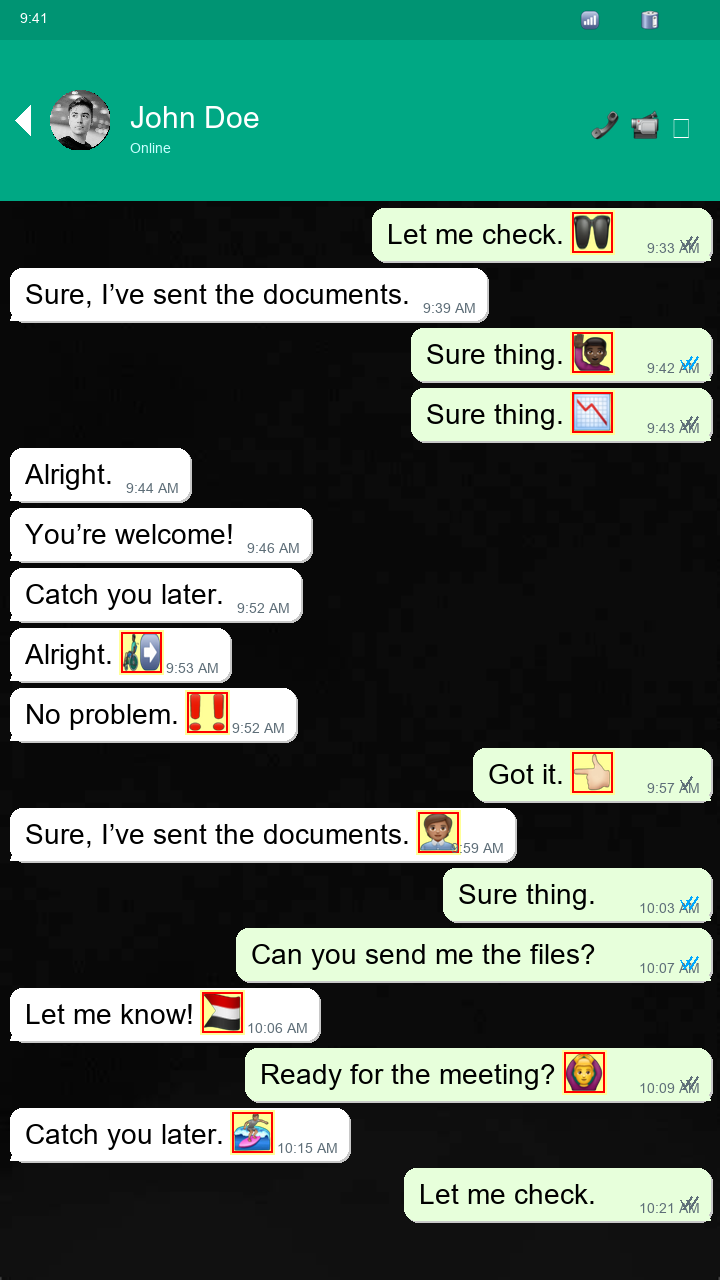 9:41
John Doe
Online
Let me check. 9:33 AM
Sure, I’ve sent the documents. 9:39 AM
Sure thing. 9:42 AM
Sure thing. 9:43 AM
Alright. 9:44 AM
You’re welcome! 9:46 AM
Catch you later. 9:52 AM
Alright. 9:53 AM
No problem. 9:52 AM
Got it. 9:57 AM
Sure, I’ve sent the documents. :59 AM
Sure thing. 10:03 AM
Can you send me the files? 10:07 AM
Let me know! 10:06 AM
Ready for the meeting? 10:09 AM
Catch you later. 10:15 AM
Let me check. 10:21 AM